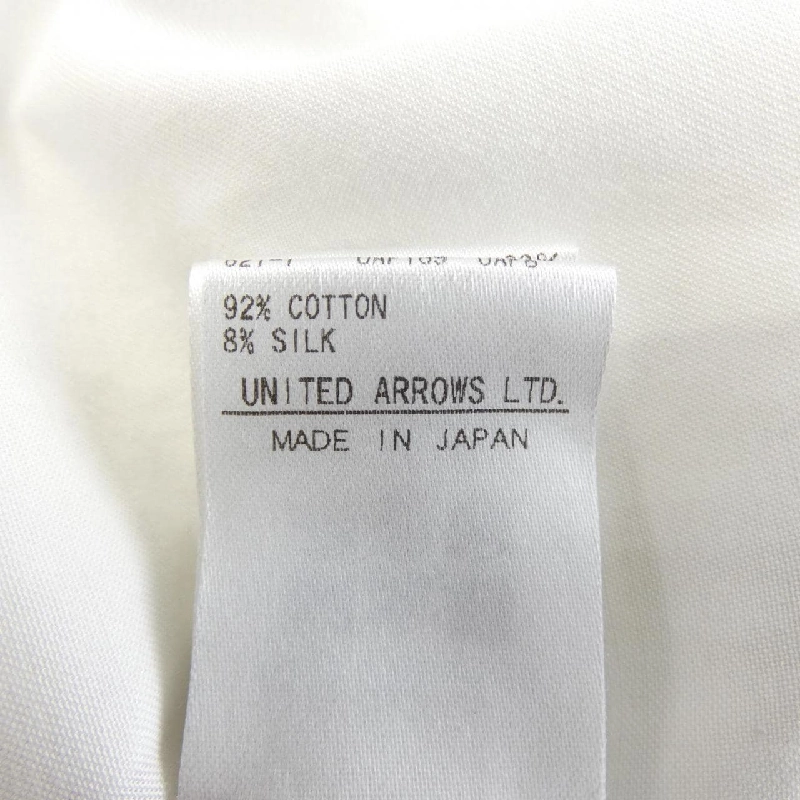 92% COTTON
8% SILK
UNITED ARROWS LTD.
MADE IN JAPAN